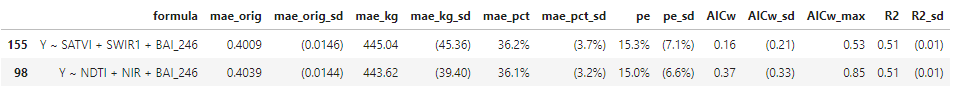 formula mae_orig mae_orig_sd mae_kg mae_kg_sd mae_pct mae_pct_sd pe pe_sd AICw AICw_sd AICw_max R2 R2_sd
155 Y ~ SATVI + SWIR1 + BAI_246 0.4009 (0.0146) 445.04 (45.36) 36.2% (3.7%) 15.3% (7.1%) 0.16 (0.21) 0.53 0.51 (0.01)
98 Y ~ NDTI + NIR + BAI_246 0.4039 (0.0144) 443.62 (39.40) 36.1% (3.2%) 15.0% (6.6%) 0.37 (0.33) 0.85 0.51 (0.01)